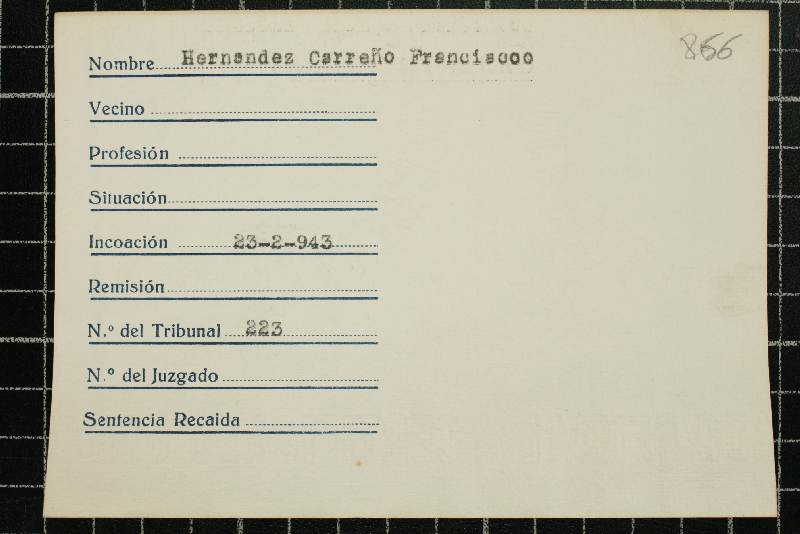 866
Nombre Hernandez Carreño Franciscoo
Vecino
Profesión
Situación
Incoación 23-2-943
Remisión
N.º del Tribunal 223
N.º del Juzgado
Sentencia Recaida